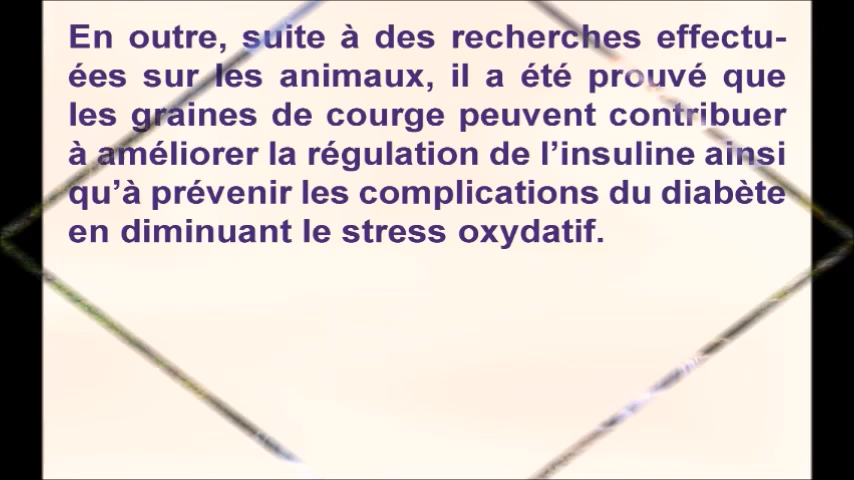 En outre, suite à des recherches effectu-
ées sur les animaux, il a été prouvé que
les graines de courge peuvent contribuer
à améliorer la régulation de l’insuline ainsi
qu’à prévenir les complications du diabète
en diminuant le stress oxydatif.